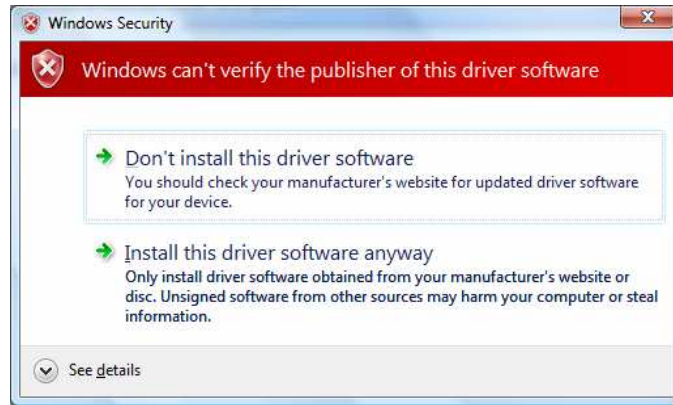 Windows Security
Windows can't verify the publisher of this driver software
Don't install this driver software
You should check your manufacturer's website for updated driver software
for your device.
Install this driver software anyway
Only install driver software obtained from your manufacturer's website or
disc. Unsigned software from other sources may harm your computer or steal
information.
See details